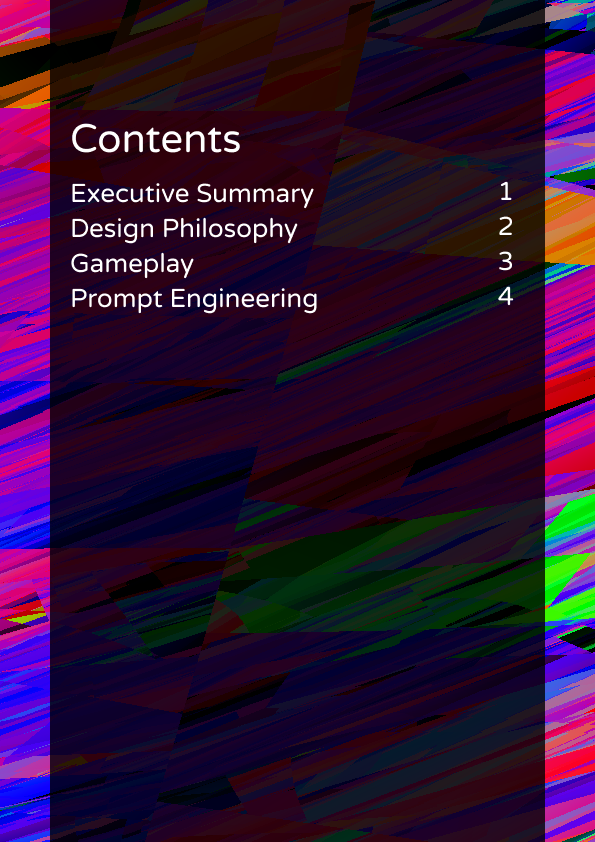 Contents
Executive Summary 1
Design Philosophy 2
Gameplay 3
Prompt Engineering 4